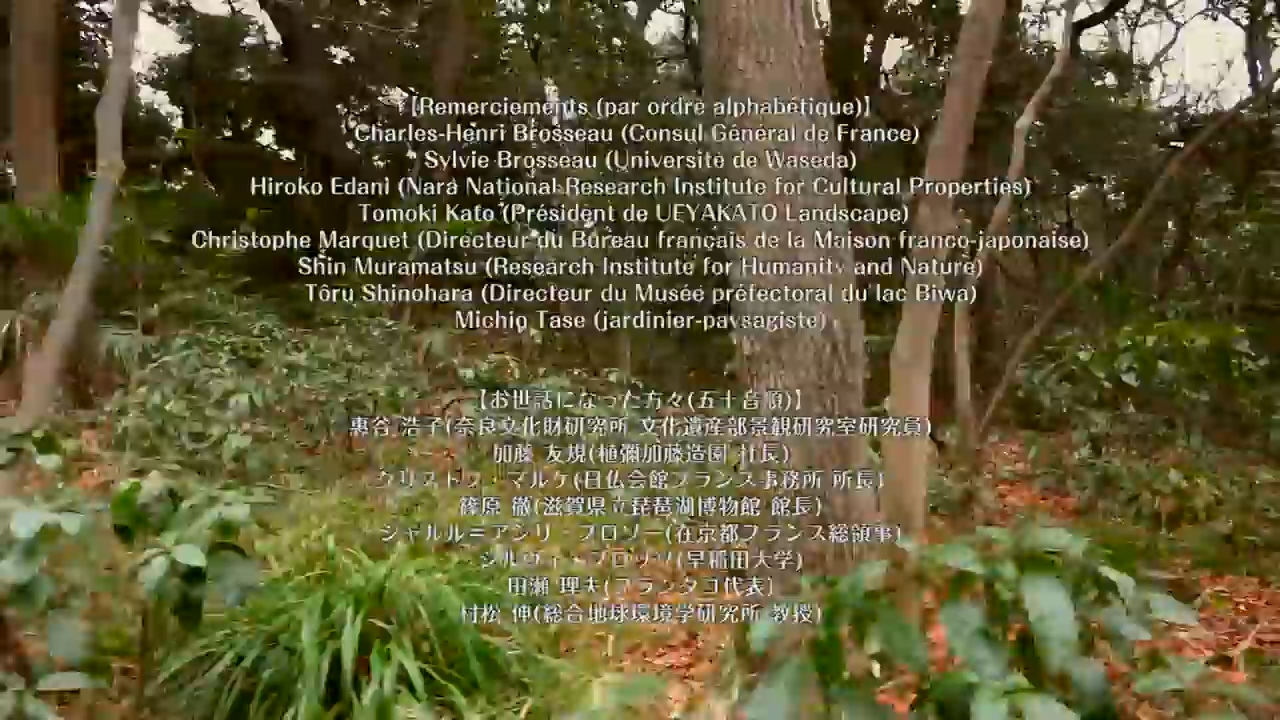 【Remerciements (par ordre alphabétique)】
Charles-Henri Brosseau (Consul Général de France)
Sylvie Brosseau (Université de Waseda)
Hiroko Edani (Nara National Research Institute for Cultural Properties)
Tomoki Kato (Président de UEYAKATO Landscape)
Christophe Marquet (Directeur du Bureau français de la Maison franco-japonaise)
Shin Muramatsu (Research Institute for Humanity and Nature)
Tôru Shinohara (Directeur du Musée préfectoral du lac Biwa)
Michio Tase (jardinier-paysagiste)
【お世話になった方々(五十音順)】
惠谷 浩子(奈良文化財研究所 文化遺産部景観研究室研究員)
加藤 友規(植彌加藤造園 社長)
クリストフ・マルケ(日仏会館フランス事務所 所長)
篠原 徹(滋賀県立琵琶湖博物館 館長)
シャルル=アンリ・ブロソー(在京都フランス総領事)
シルヴィ・ブロッソ(早稲田大学)
田瀬 理夫(プランタゴ代表)
村松 伸(総合地球環境学研究所 教授)